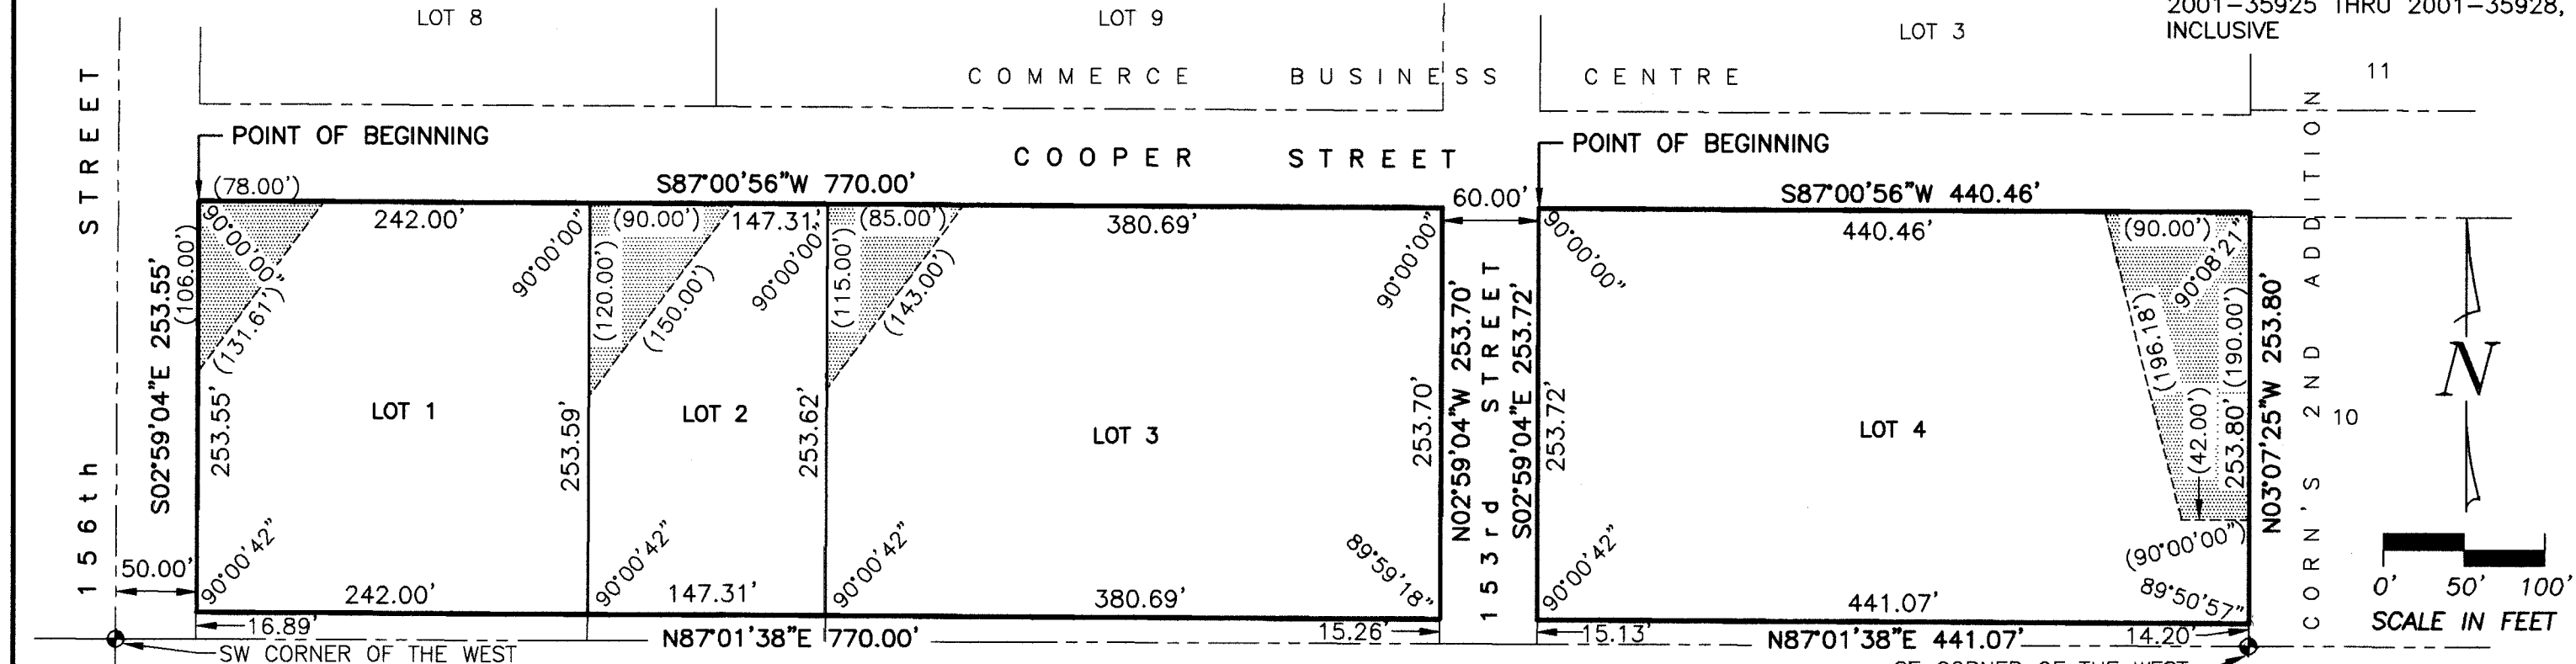 2001-35925 THRU 2001-35928,
INCLUSIVE
LOT 8
LOT 9
LOT 3
COMMERCE BUSINESS CENTRE
11
POINT OF BEGINNING
COOPER STREET
POINT OF BEGINNING
(78.00')
S87°00'56"W 770.00'
60.00'
S87°00'56"W 440.46'
242.00'
(90.00')
147.31'
(85.00')
380.69'
440.46'
(90.00')
90°00'00"
90°00'00"
90°00'00"
90°00'00"
90°00'00"
90°08'21"
(106.00')
(131.61')
(120.00')
(150.00')
(115.00')
(143.00')
(196.18')
(190.00')
(42.00')
156th STREET
S02°59'04"E 253.55'
253.55'
LOT 1
253.59'
LOT 2
253.62'
LOT 3
253.70'
N02°59'04"W 253.70'
153rd STREET
S02°59'04"E 253.72'
253.72'
LOT 4
253.80'
N03°07'25"W 253.80'
CORN'S 2ND ADDITION
10
N
50.00'
90°00'42"
90°00'42"
90°00'42"
89°59'18"
90°00'42"
(90°00'00")
89°50'57"
242.00'
147.31'
380.69'
441.07'
16.89'
N87°01'38"E 770.00'
15.26'
15.13'
N87°01'38"E 441.07'
14.20'
0' 50' 100'
SCALE IN FEET
SW CORNER OF THE WEST
CORNER OF THE WEST